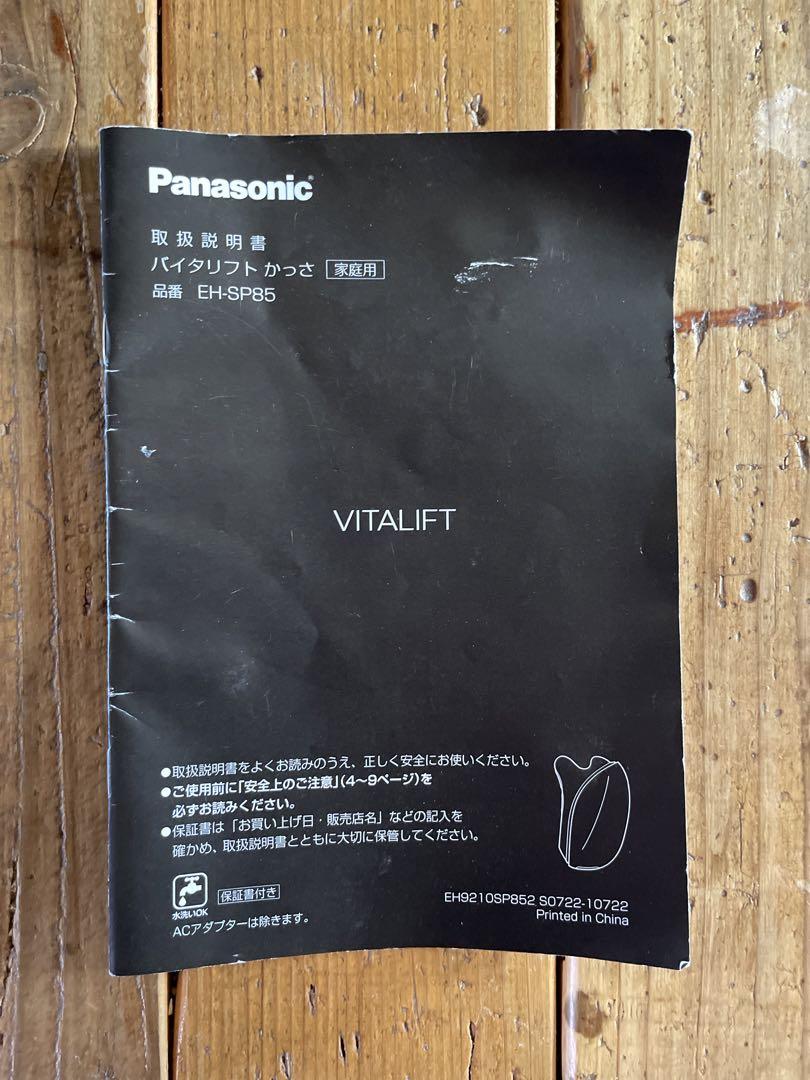 Panasonic®
取扱説明書
バイタリフト かっさ 家庭用
品番 EH-SP85
VITALIFT
●取扱説明書をよくお読みのうえ、正しく安全にお使いください。
●ご使用前に「安全上のご注意」(4～9ページ)を
必ずお読みください。
●保証書は「お買い上げ日・販売店名」などの記入を
確かめ、取扱説明書とともに大切に保管してください。
水洗いOK
保証書付き
ACアダプターは除きます。
EH9210SP852 S0722-10722
Printed in China